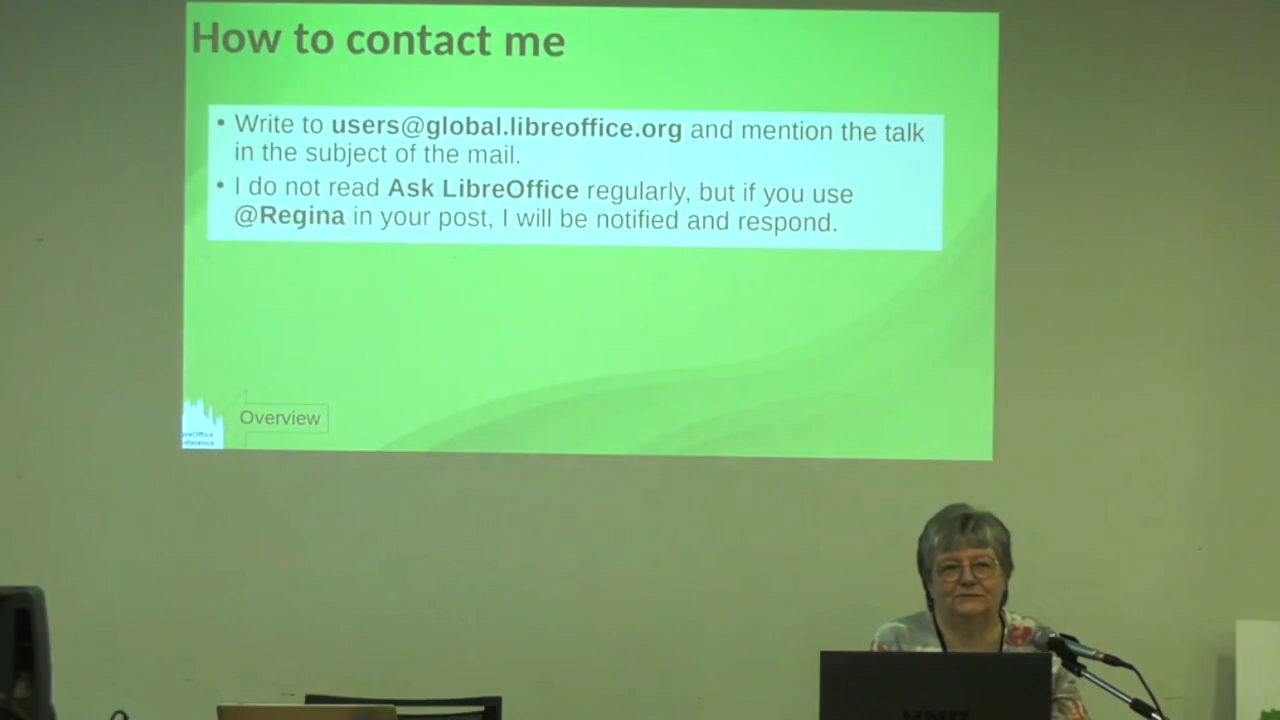 How to contact me
• Write to users@global.libreoffice.org and mention the talk
in the subject of the mail.
• I do not read Ask LibreOffice regularly, but if you use
@Regina in your post, I will be notified and respond.
Overview